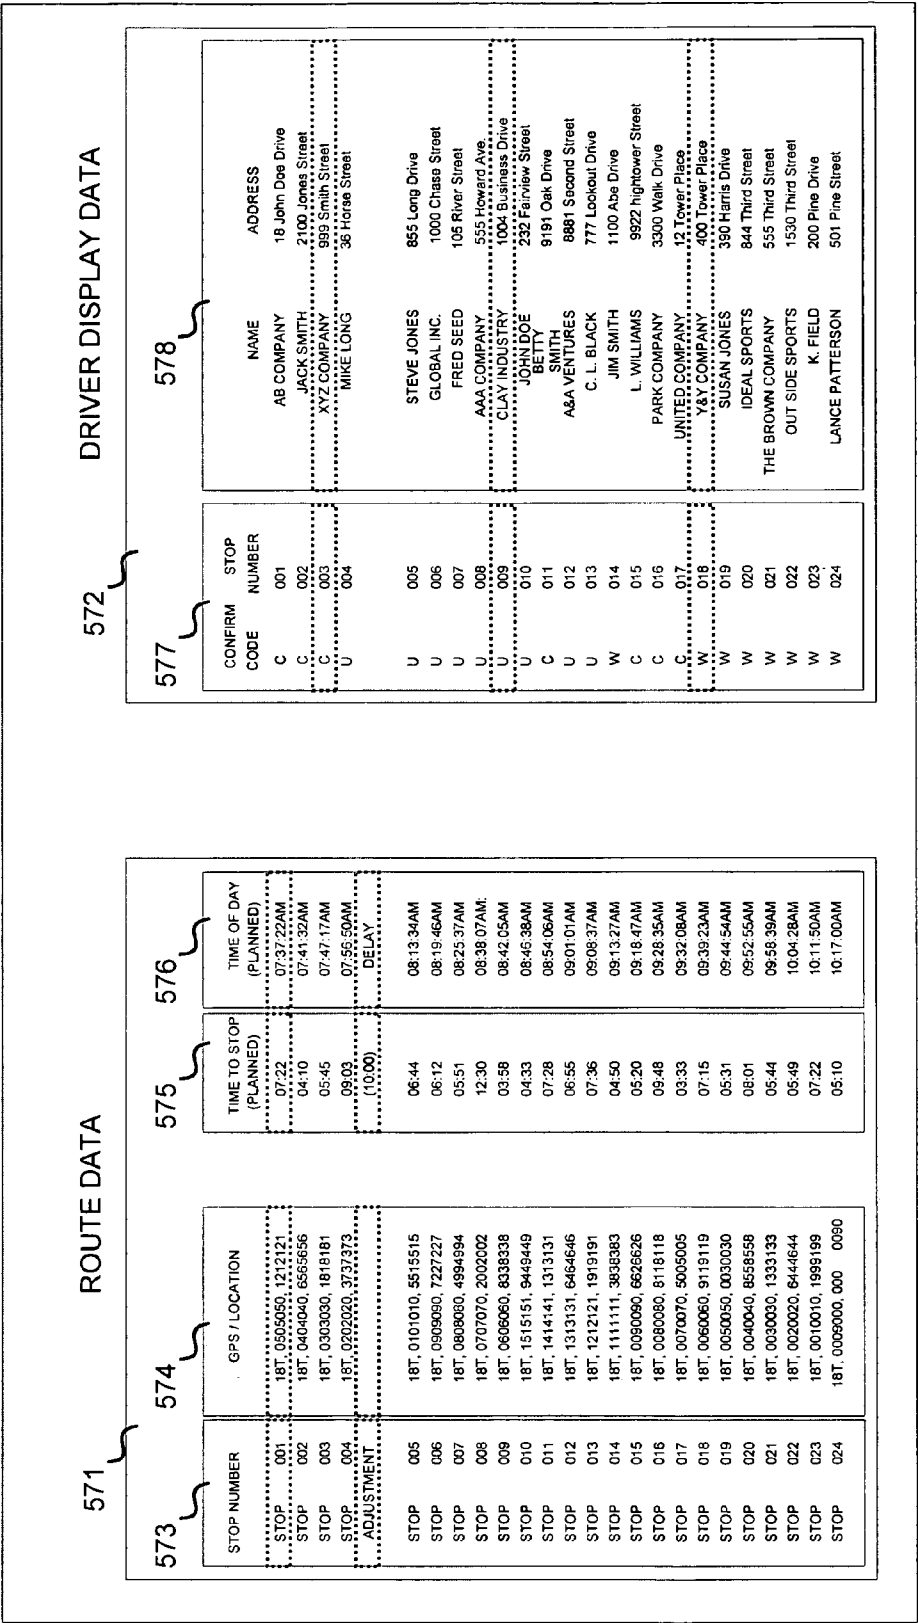 ROUTE DATA
571
573
574
575
576
STOP NUMBER GPS / LOCATION TIME TO STOP (PLANNED) TIME OF DAY (PLANNED)
STOP 001 18T, 0505050, 1212121 07:22 07:37:22AM
STOP 002 18T, 0404040, 6565656 04:10 07:41:32AM
STOP 003 18T, 0303030, 1818181 05:45 07:47:17AM
STOP 004 18T, 0202020, 3737373 09:03 07:56:50AM
ADJUSTMENT (10:00) DELAY
STOP 005 18T, 0101010, 5515515 06:44 08:13:34AM
STOP 006 18T, 0909090, 7227227 06:12 08:19:46AM
STOP 007 18T, 0808080, 4994994 05:51 08:25:37AM
STOP 008 18T, 0707070, 2002002 12:30 08:38:07AM:
STOP 009 18T, 0606060, 8338338 03:58 08:42:05AM
STOP 010 18T, 1515151, 9449449 04:33 08:46:38AM
STOP 011 18T, 1414141, 1313131 07:28 08:54:06AM
STOP 012 18T, 1313131, 6464646 06:55 09:01:01AM
STOP 013 18T, 1212121, 1919191 07:36 09:08:37AM
STOP 014 18T, 1111111, 3838383 04:50 09:13:27AM
STOP 015 18T, 0090090, 6626626 05:20 09:18:47AM
STOP 016 18T, 0080080, 8118118 09:48 09:28:35AM
STOP 017 18T, 0070070, 5005005 03:33 09:32:08AM
STOP 018 18T, 0060060, 9119119 07:15 09:39:23AM
STOP 019 18T, 0050050, 0030030 05:31 09:44:54AM
STOP 020 18T, 0040040, 8558558 08:01 09:52:55AM
STOP 021 18T, 0030030, 1333133 05:44 09:58:39AM
STOP 022 18T, 0020020, 6444644 05:49 10:04:28AM
STOP 023 18T, 0010010, 1999199 07:22 10:11:50AM
STOP 024 18T, 0009000, 000 0090 05:10 10:17:00AM
DRIVER DISPLAY DATA
572
577
578
CONFIRM CODE STOP NUMBER NAME ADDRESS
C 001 AB COMPANY 18 John Doe Drive
C 002 JACK SMITH 2100 Jones Street
C 003 XYZ COMPANY 999 Smith Street
U 004 MIKE LONG 36 Horse Street
U 005 STEVE JONES 855 Long Drive
U 006 GLOBAL INC. 1000 Chase Street
U 007 FRED SEED 105 River Street
U 008 AAA COMPANY 555 Howard Ave.
U 009 CLAY INDUSTRY 1004 Business Drive
U 010 JOHN DOE 232 Fairview Street
C 011 BETTY SMITH 9191 Oak Drive
U 012 A&A VENTURES 8881 Second Street
U 013 C. L. BLACK 777 Lookout Drive
W 014 JIM SMITH 1100 Abe Drive
C 015 L. WILLIAMS 9922 hightower Street
C 016 PARK COMPANY 3300 Walk Drive
C 017 UNITED COMPANY 12 Tower Place
W 018 Y&Y COMPANY 400 Tower Place
W 019 SUSAN JONES 390 Harris Drive
W 020 IDEAL SPORTS 844 Third Street
W 021 THE BROWN COMPANY 555 Third Street
W 022 OUT SIDE SPORTS 1530 Third Street
W 023 K. FIELD 200 Pine Drive
W 024 LANCE PATTERSON 501 Pine Street